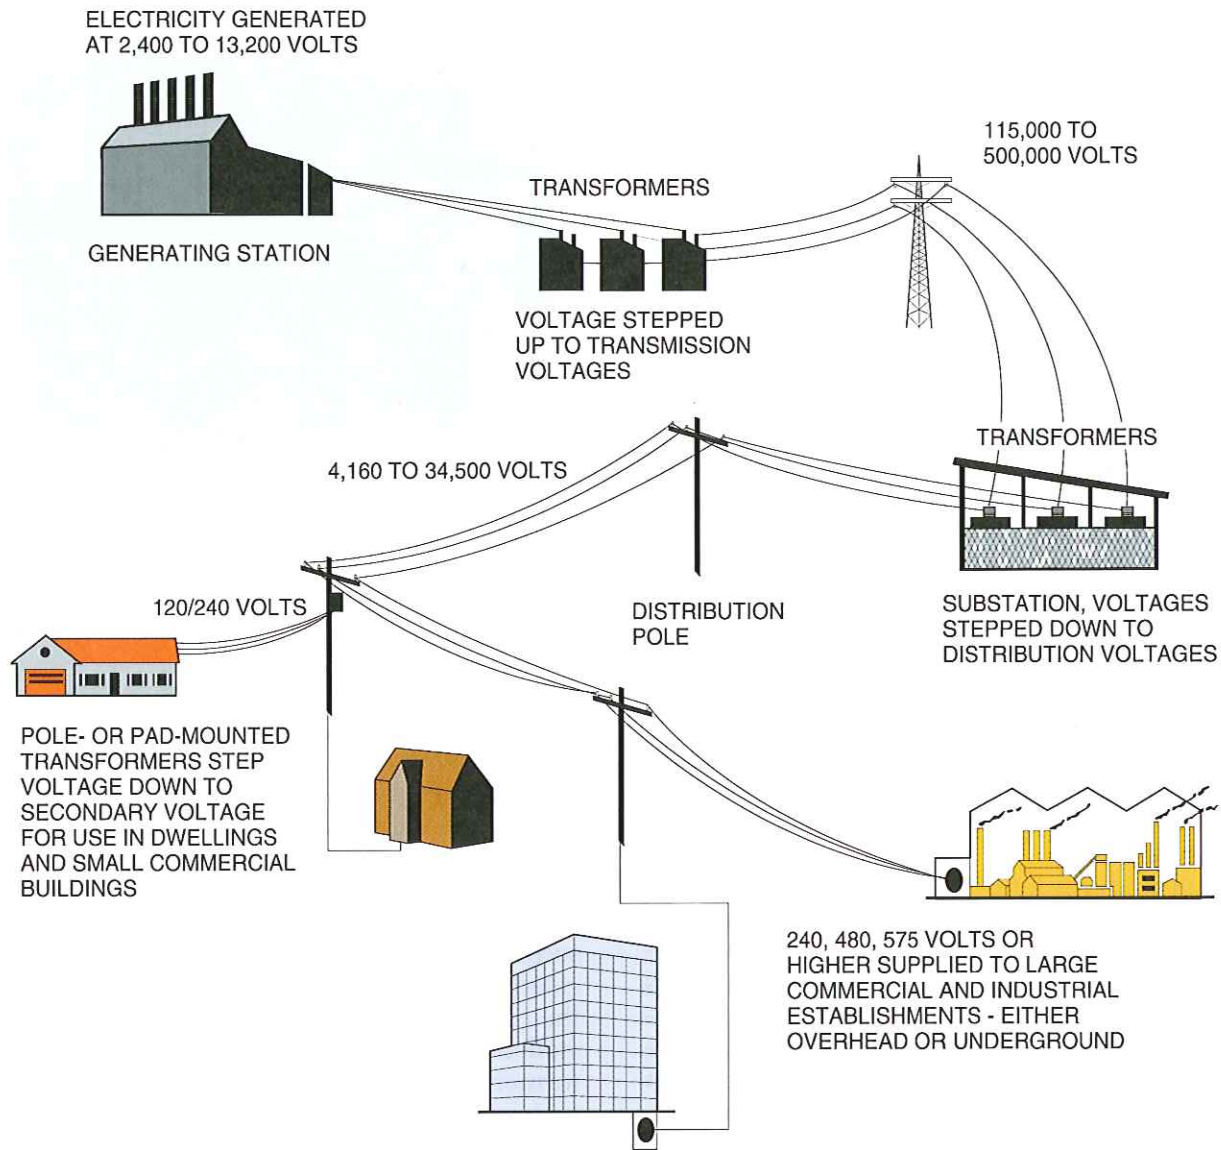 ELECTRICITY GENERATED
AT 2,400 TO 13,200 VOLTS
GENERATING STATION
TRANSFORMERS
VOLTAGE STEPPED
UP TO TRANSMISSION
VOLTAGES
115,000 TO
500,000 VOLTS
TRANSFORMERS
SUBSTATION, VOLTAGES
STEPPED DOWN TO
DISTRIBUTION VOLTAGES
DISTRIBUTION
POLE
4,160 TO 34,500 VOLTS
120/240 VOLTS
POLE- OR PAD-MOUNTED
TRANSFORMERS STEP
VOLTAGE DOWN TO
SECONDARY VOLTAGE
FOR USE IN DWELLINGS
AND SMALL COMMERCIAL
BUILDINGS
240, 480, 575 VOLTS OR
HIGHER SUPPLIED TO LARGE
COMMERCIAL AND INDUSTRIAL
ESTABLISHMENTS - EITHER
OVERHEAD OR UNDERGROUND